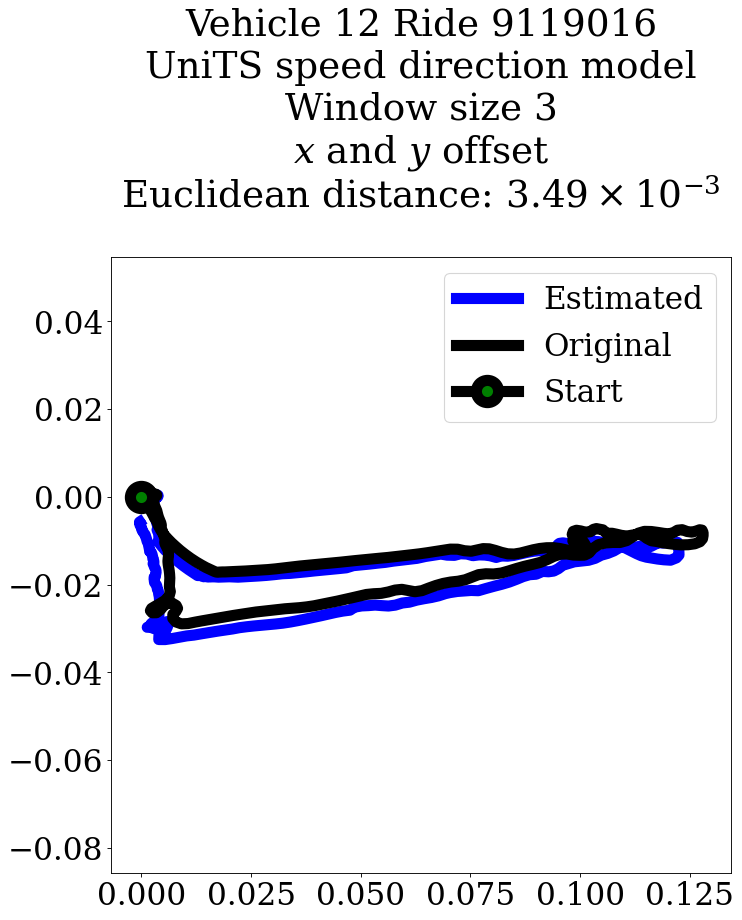 Vehicle 12 Ride 9119016
UniTS speed direction model
Window size 3
x and y offset
Euclidean distance: 3.49 × 10⁻³
Estimated
Original
Start
0.04
0.02
0.00
−0.02
−0.04
−0.06
−0.08
0.000 0.025 0.050 0.075 0.100 0.125